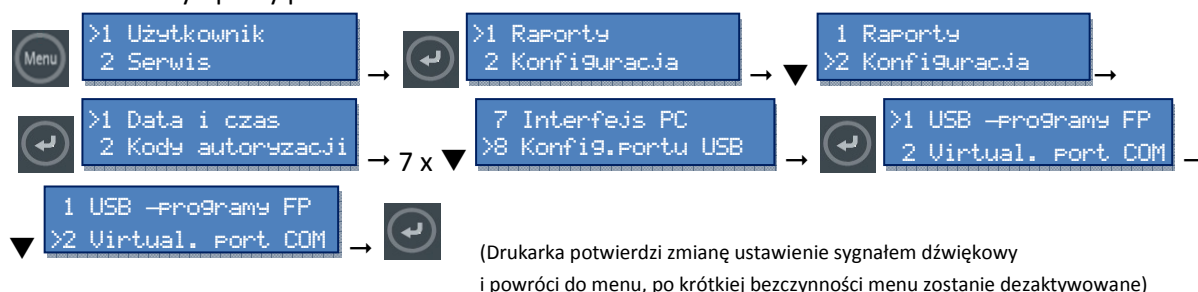 Menu
>1 Użytkownik
2 Serwis
→
>1 Raporty
2 Konfiguracja
→ ▼
1 Raporty
>2 Konfiguracja
→
>1 Data i czas
2 Kody autoryzacji
→ 7 x ▼
7 Interfejs PC
>8 Konfig.portu USB
→
>1 USB -programy FP
2 Virtual. port COM
→
▼
1 USB -programy FP
>2 Virtual. port COM
→
(Drukarka potwierdzi zmianę ustawienie sygnałem dźwiękowy
i powróci do menu, po krótkiej bezczynności menu zostanie dezaktywowane)